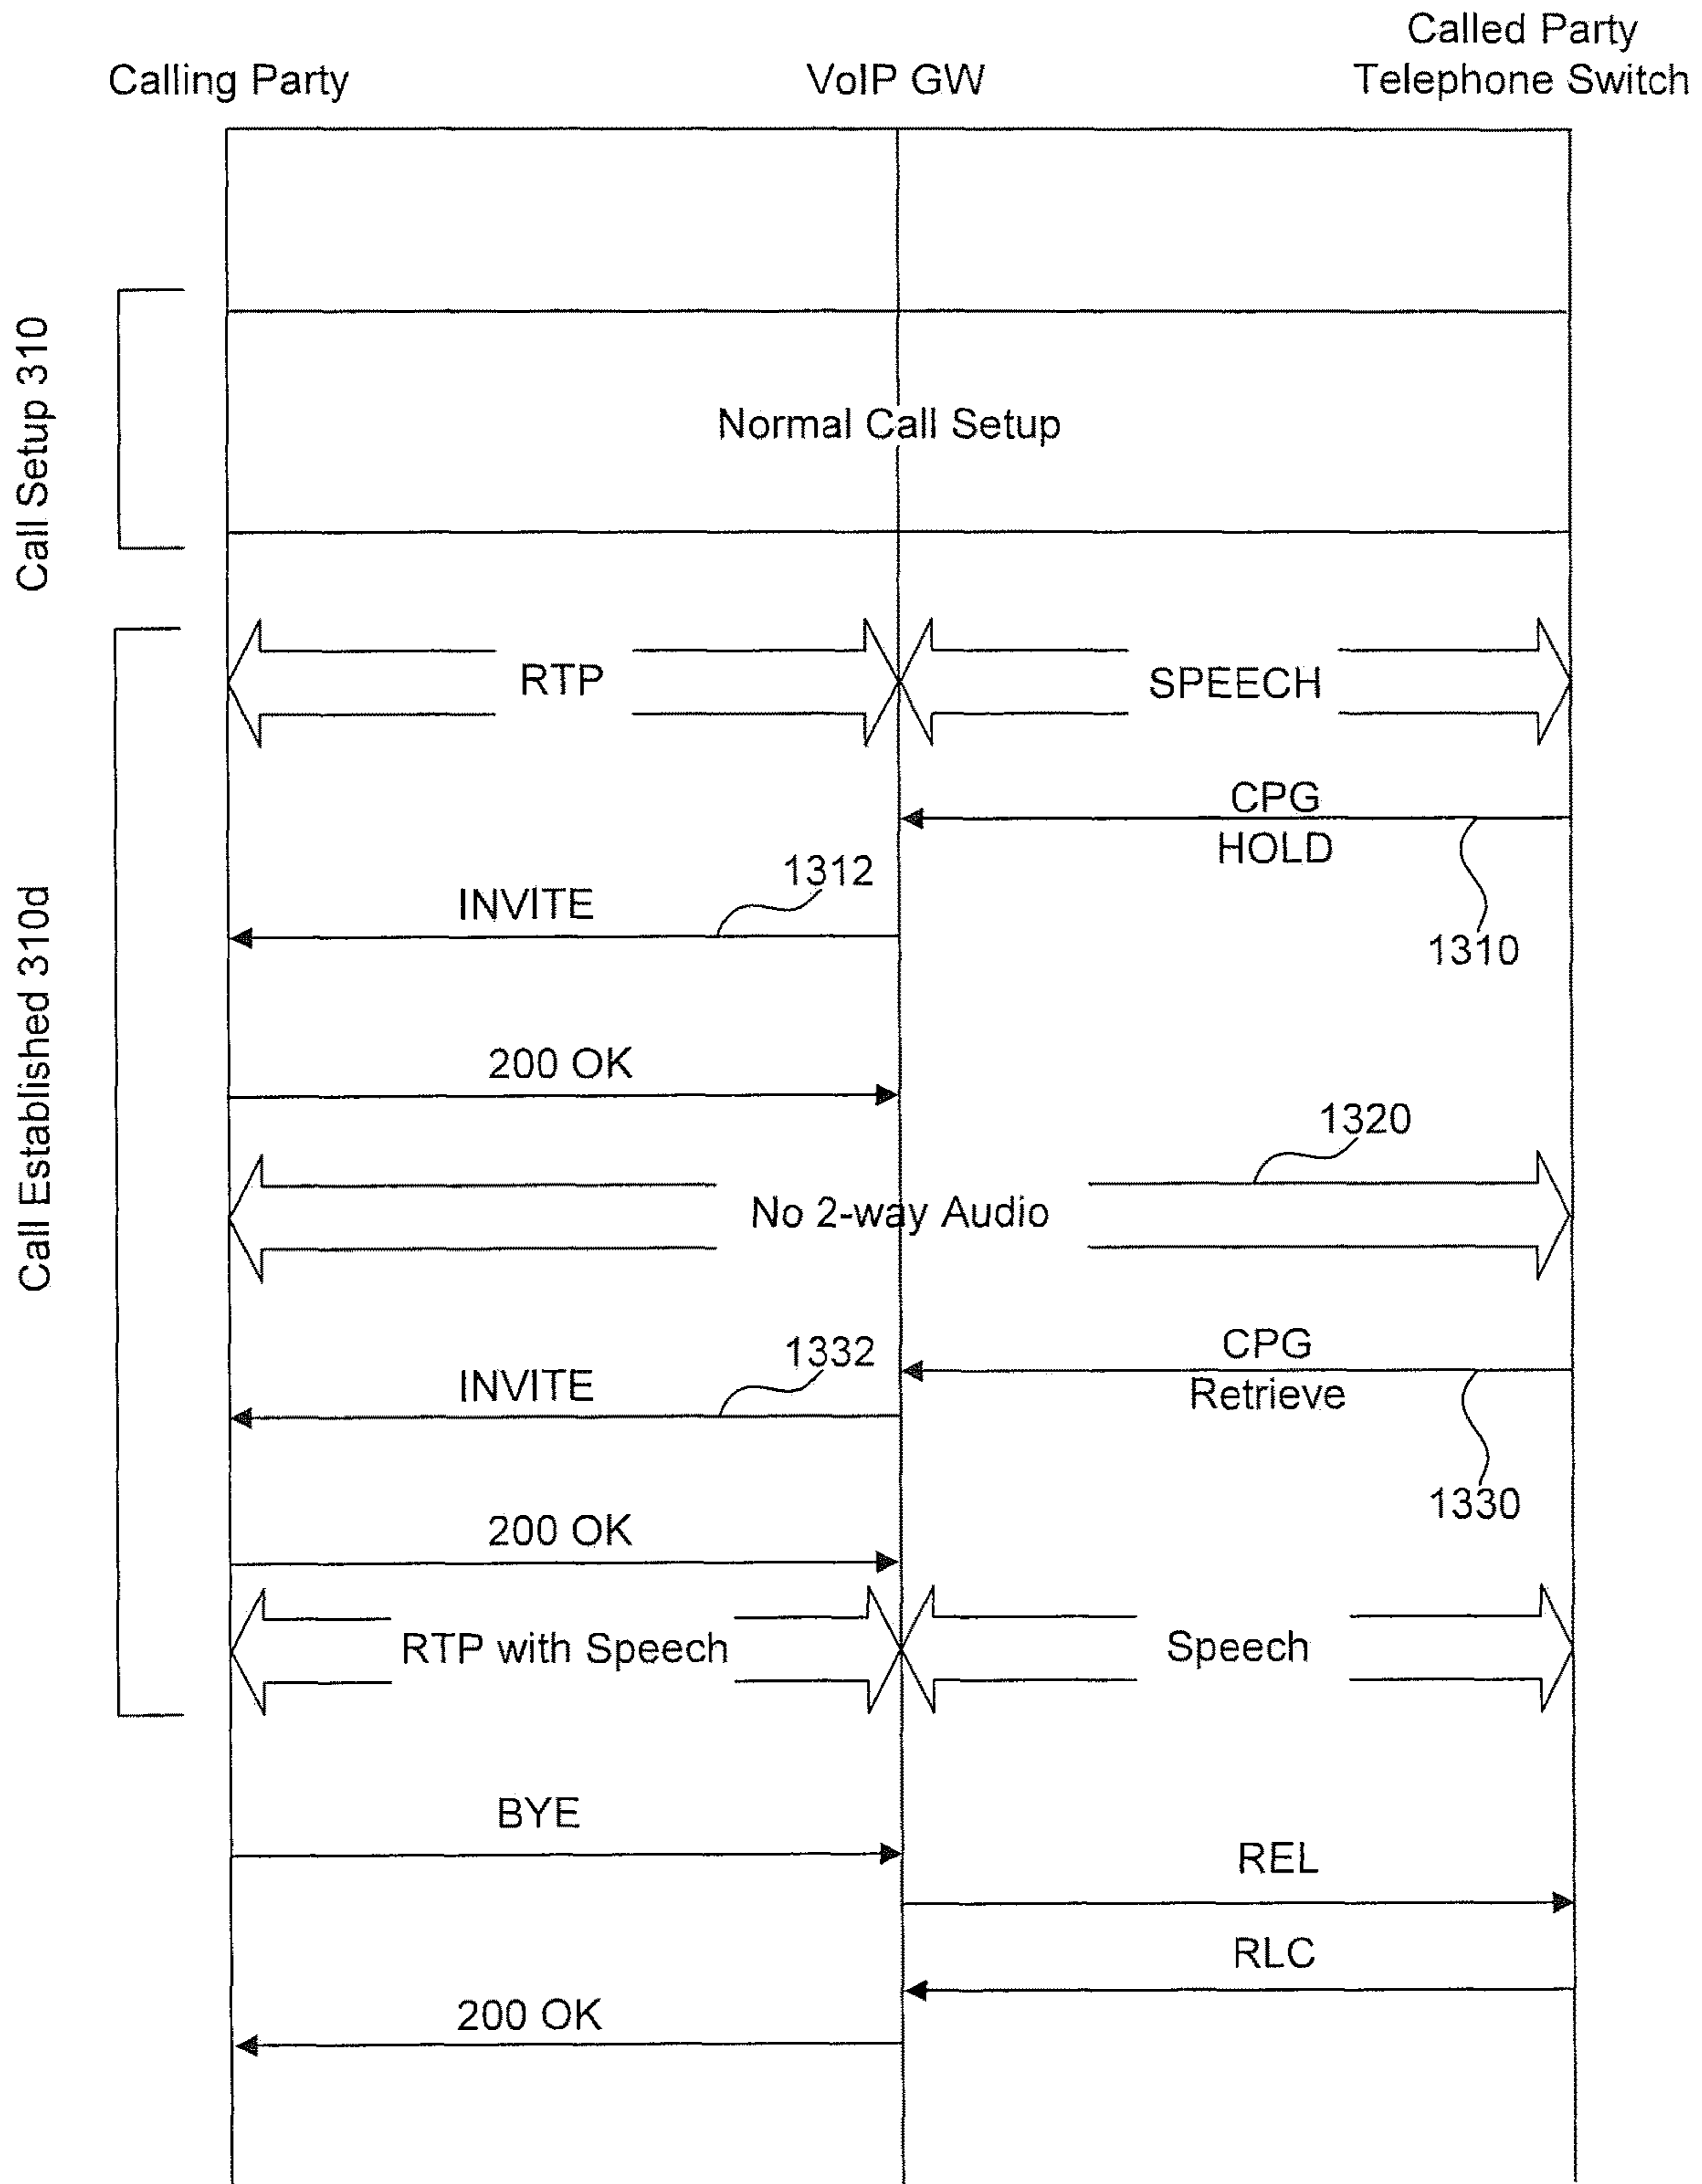 Calling Party
VoIP GW
Called Party
Telephone Switch
Call Setup 310
Normal Call Setup
Call Established 310d
RTP
SPEECH
CPG
HOLD
1310
1312
INVITE
200 OK
1320
No 2-way Audio
CPG
Retrieve
1330
1332
INVITE
200 OK
RTP with Speech
Speech
BYE
REL
RLC
200 OK